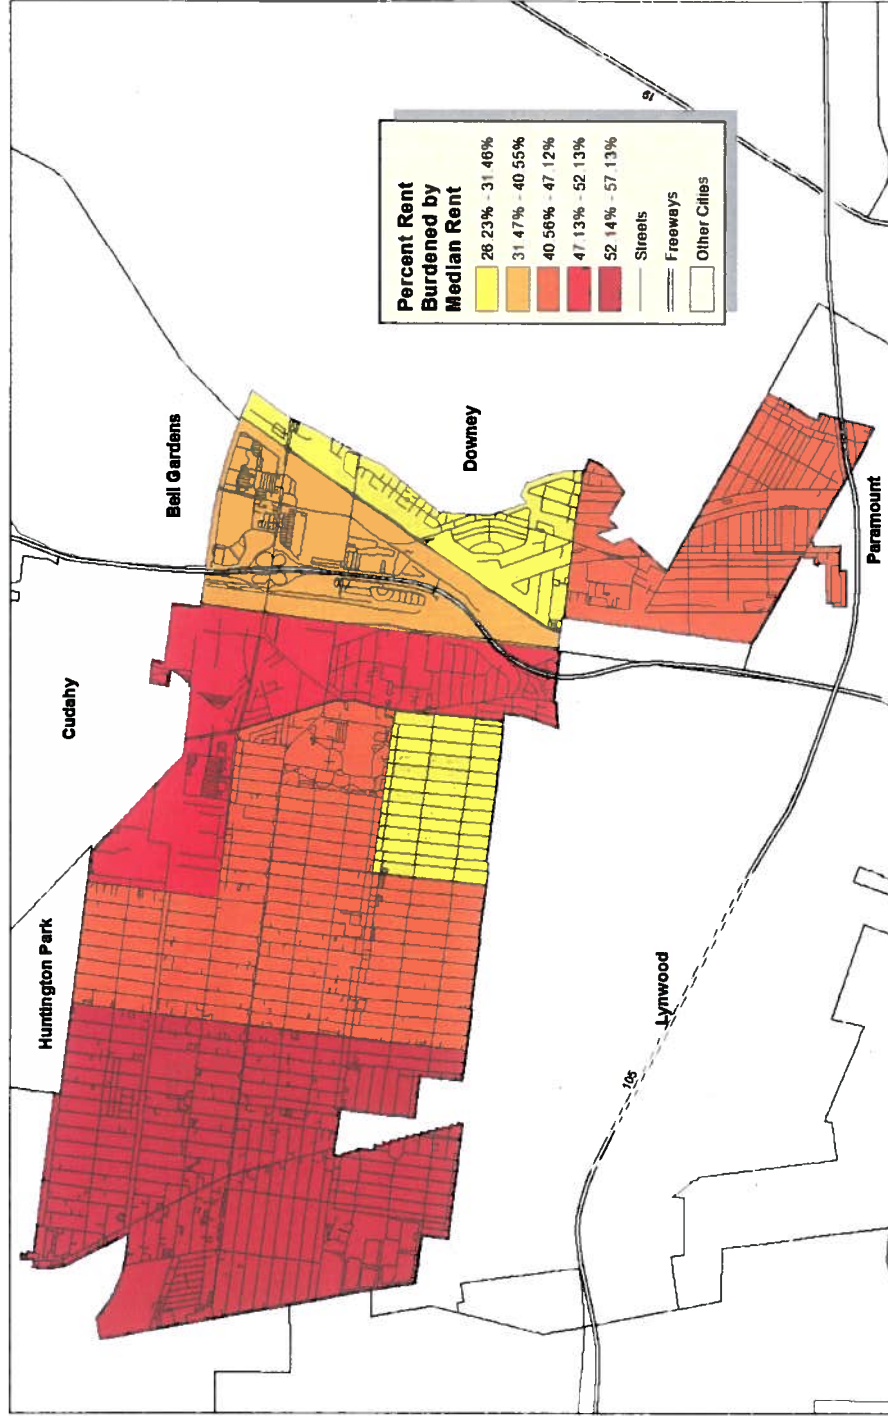 Percent Rent
Burdened by
Median Rent
26.23% - 31.46%
31.47% - 40.55%
40.56% - 47.12%
47.13% - 52.13%
52.14% - 57.13%
Streets
Freeways
Other Cities
Huntington Park
Cudahy
Bell Gardens
Downey
Lynwood
Paramount
105